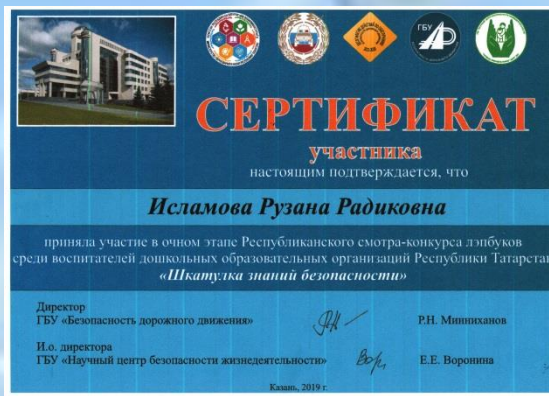 ГБУ
СЕРТИФИКАТ
участника
настоящим подтверждается, что
Исламова Рузана Радиковна
приняла участие в очном этапе Республиканского смотра-конкурса лэпбуков
среди воспитателей дошкольных образовательных организаций Республики Татарстан
«Шкатулка знаний безопасности»
Директор
ГБУ «Безопасность дорожного движения»
Р.Н. Минниханов
И.о. директора
ГБУ «Научный центр безопасности жизнедеятельности»
Е.Е. Воронина
Казань, 2019 г.